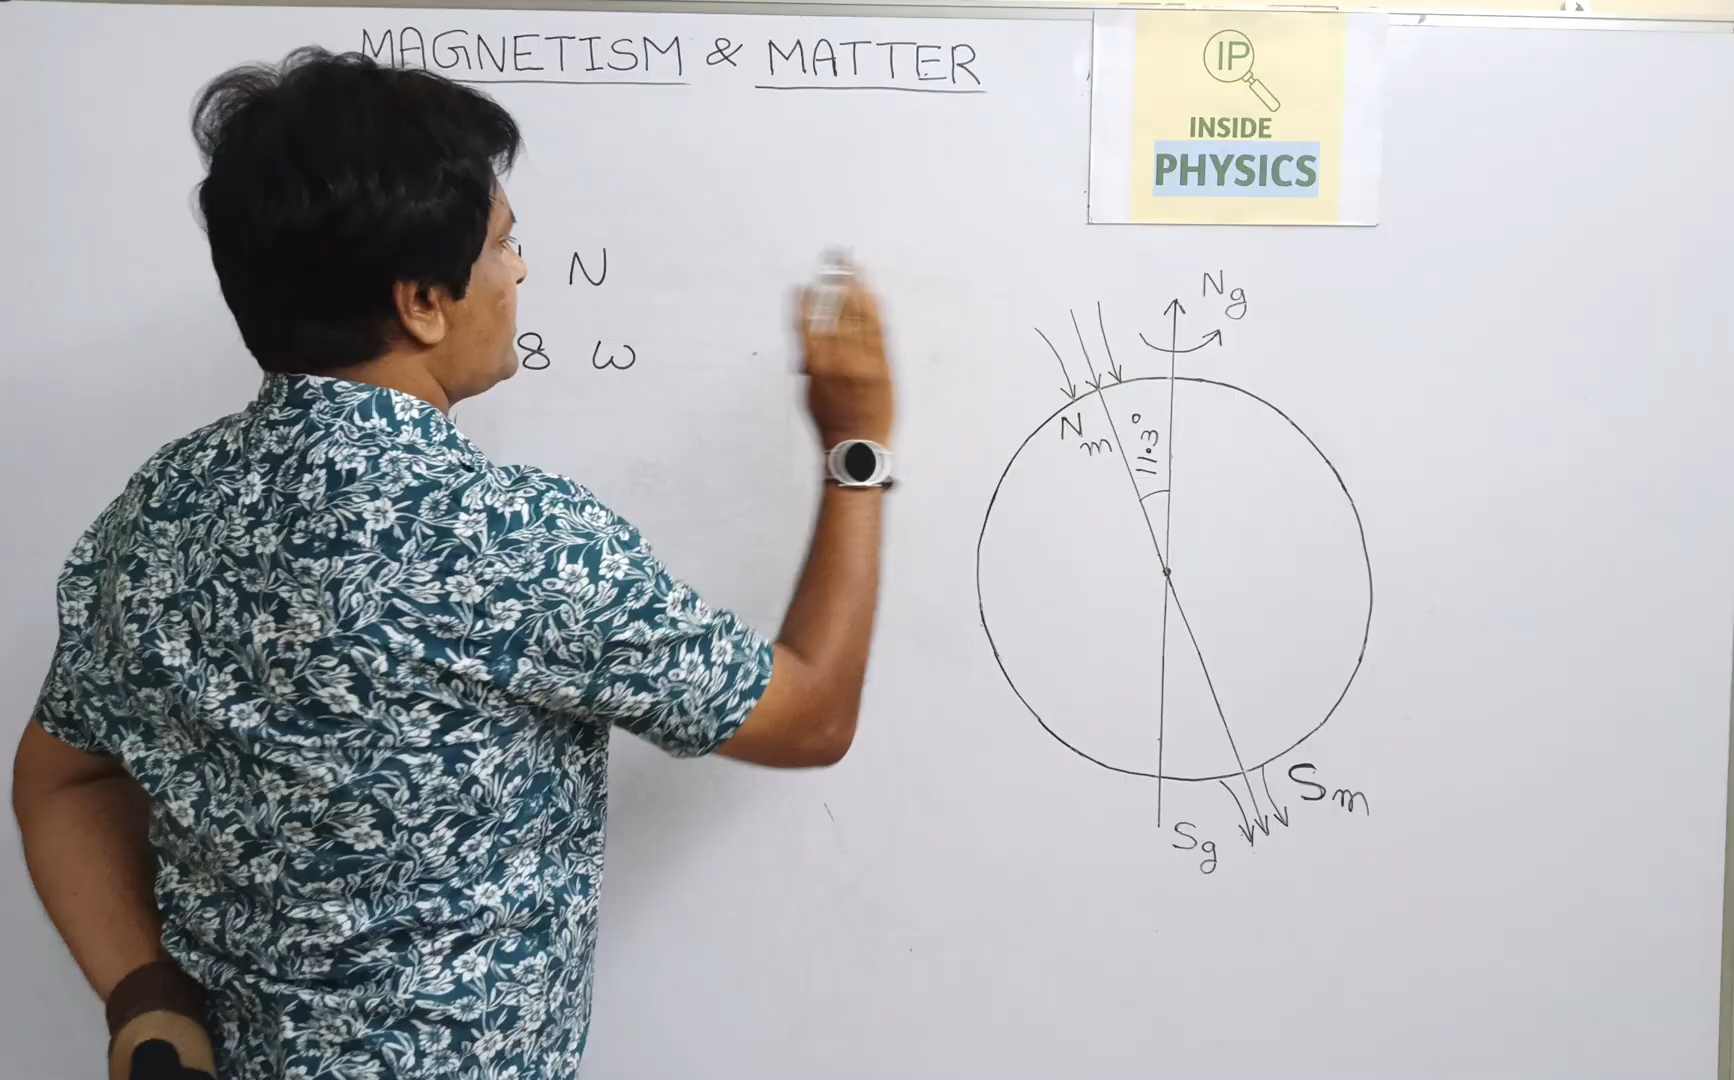 MAGNETISM & MATTER
IP
INSIDE
PHYSICS
N
8 W
Ng
Nm
11.3°
Sm
Sg